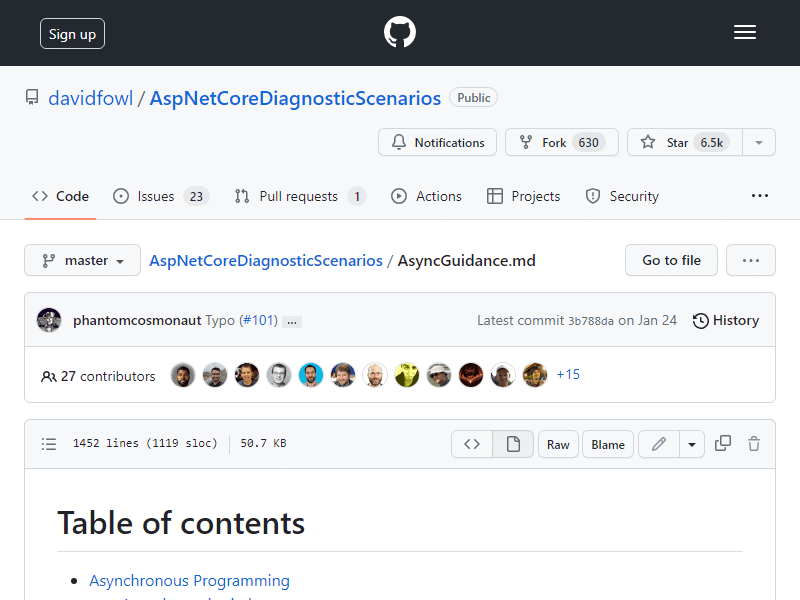 Sign up
davidfowl / AspNetCoreDiagnosticScenarios Public
Notifications Fork 630 Star 6.5k
Code Issues 23 Pull requests 1 Actions Projects Security ...
master AspNetCoreDiagnosticScenarios / AsyncGuidance.md Go to file ...
phantomcosmonaut Typo (#101) ... Latest commit 3b788da on Jan 24 History
27 contributors +15
1452 lines (1119 sloc) 50.7 KB Raw Blame
Table of contents
• Asynchronous Programming